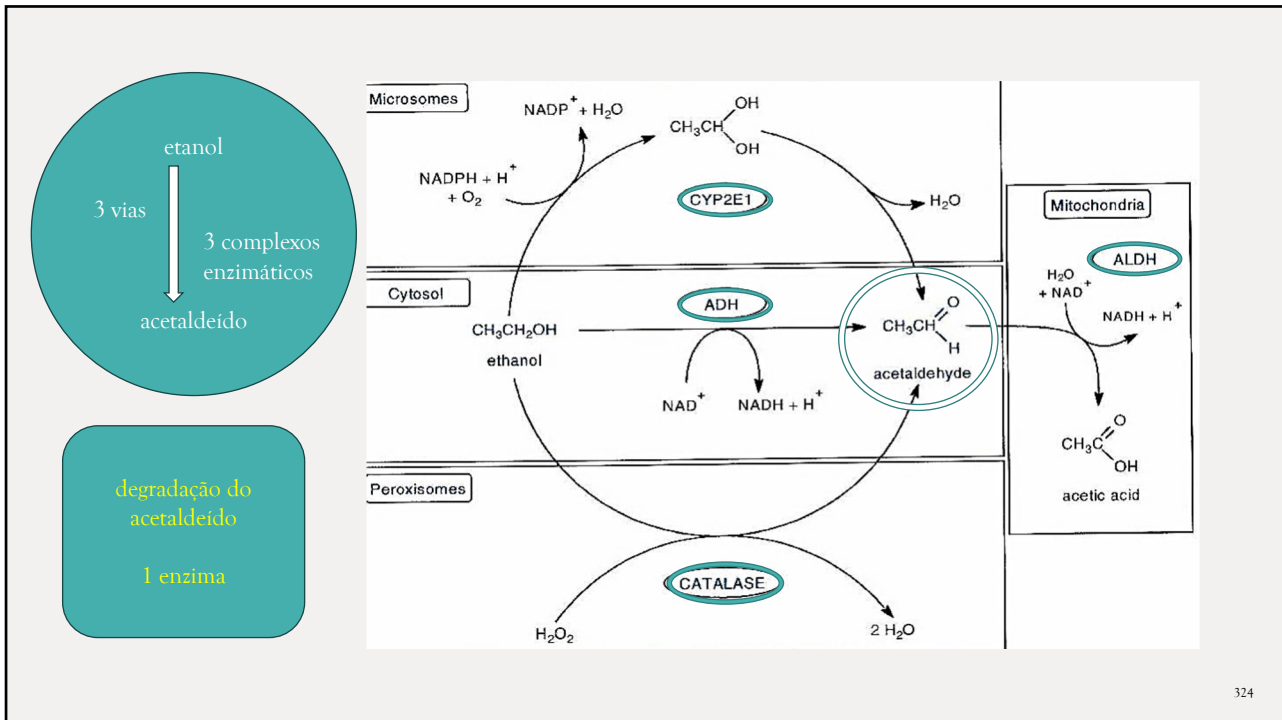 etanol
3 vias
3 complexos
enzimáticos
acetaldeído
degradação do
acetaldeído
1 enzima
Microsomes
NADP+ + H2O
OH
CH3CH
OH
NADPH + H+
+ O2
CYP2E1
H2O
Cytosol
ADH
CH3CH2OH
ethanol
O
CH3CH
H
acetaldehyde
NAD+
NADH + H+
Peroxisomes
CATALASE
H2O2
2 H2O
Mitochondria
ALDH
H2O
+ NAD+
NADH + H+
O
CH3C
OH
acetic acid
324